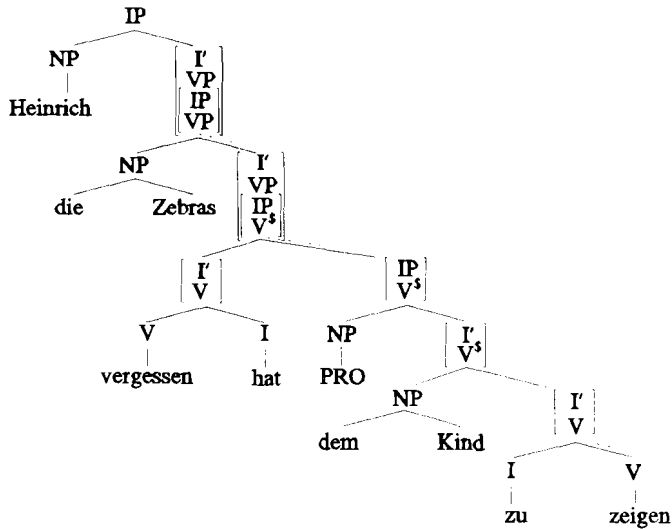 IP
NP I'
VP
Heinrich IP
VP
NP I'
VP
die Zebras IP
V$
I' IP
V V$
V I NP I'
V$
vergessen hat PRO
NP I'
V
dem Kind
I V
zu zeigen